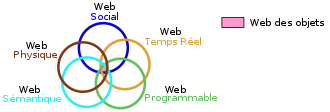 Web
Social
Web des objets
Web
Physique
Web
Temps Réel
Web
Sémantique
Web
Programmable